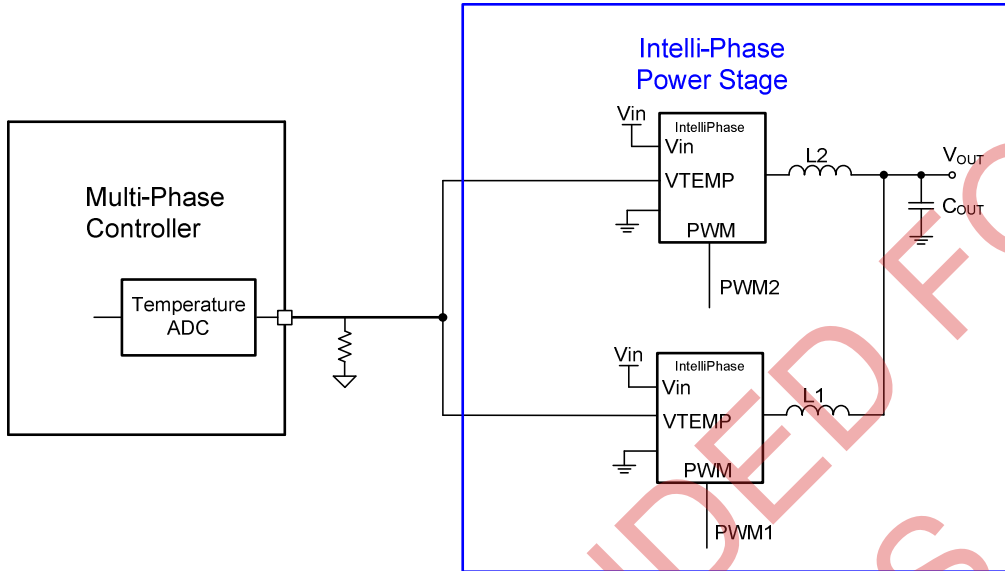 Intelli-Phase
Power Stage
Multi-Phase
Controller
Temperature
ADC
Vin
IntelliPhase
Vin
VTEMP
PWM
PWM2
L2
VOUT
COUT
Vin
IntelliPhase
Vin
VTEMP
PWM
PWM1
L1